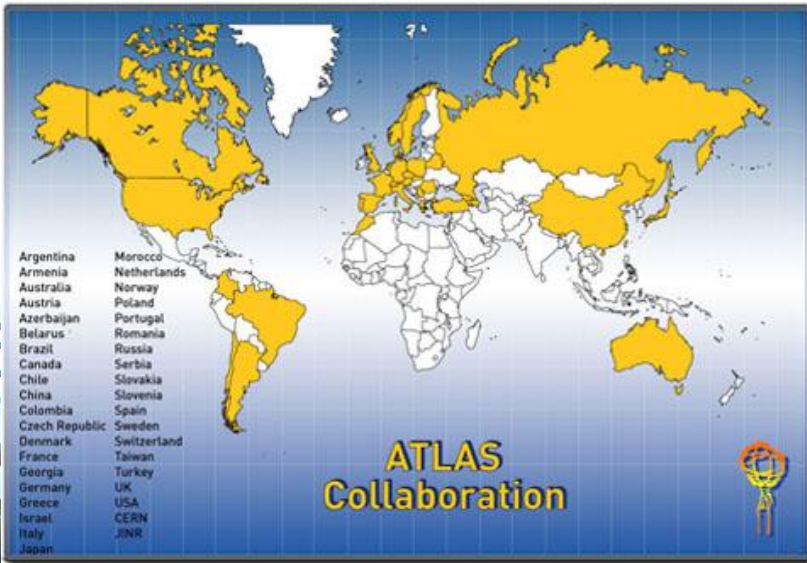 Argentina
Armenia
Australia
Austria
Azerbaijan
Belarus
Brazil
Canada
Chile
China
Colombia
Czech Republic
Denmark
France
Georgia
Germany
Greece
Israel
Italy
Japan
Morocco
Netherlands
Norway
Poland
Portugal
Romania
Russia
Serbia
Slovakia
Slovenia
Spain
Sweden
Switzerland
Taiwan
Turkey
UK
USA
CERN
JINR
ATLAS
Collaboration